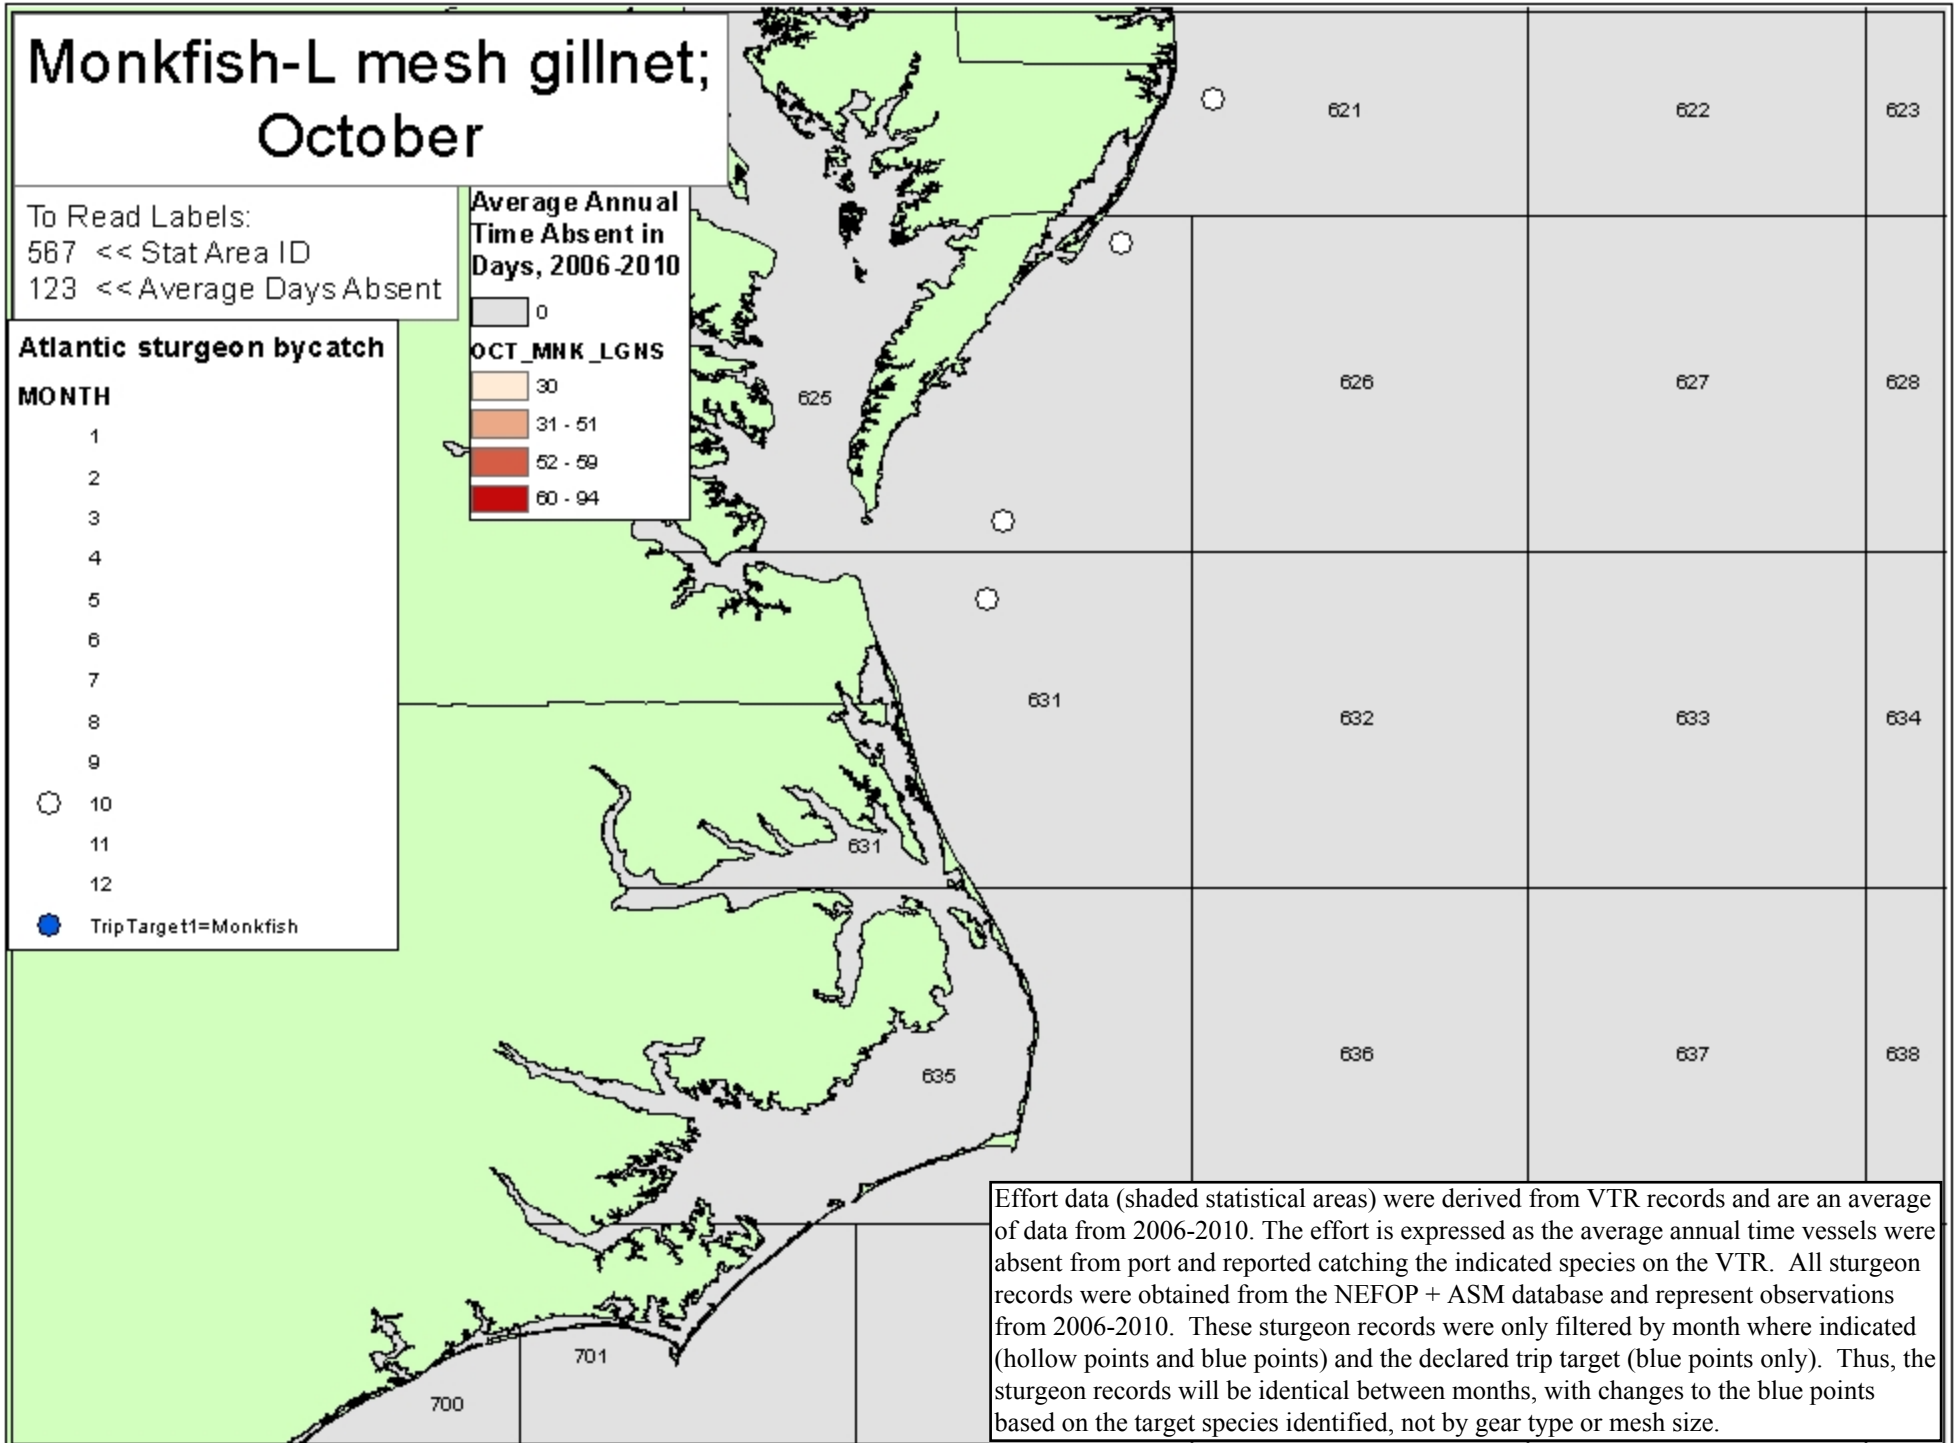 Monkfish-L mesh gillnet;
October
To Read Labels:
567 << Stat Area ID
123 << Average Days Absent
Average Annual
Time Absent in
Days, 2006-2010
0
OCT_MNK_LGNS
30
31 - 51
52 - 59
60 - 94
Atlantic sturgeon bycatch
MONTH
1
2
3
4
5
6
7
8
9
10
11
12
TripTarget1=Monkfish
621
622
623
625
626
627
628
631
632
633
634
631
635
636
637
638
701
700
Effort data (shaded statistical areas) were derived from VTR records and are an average
of data from 2006-2010. The effort is expressed as the average annual time vessels were
absent from port and reported catching the indicated species on the VTR.  All sturgeon
records were obtained from the NEFOP + ASM database and represent observations
from 2006-2010.  These sturgeon records were only filtered by month where indicated
(hollow points and blue points) and the declared trip target (blue points only).  Thus, the
sturgeon records will be identical between months, with changes to the blue points
based on the target species identified, not by gear type or mesh size.